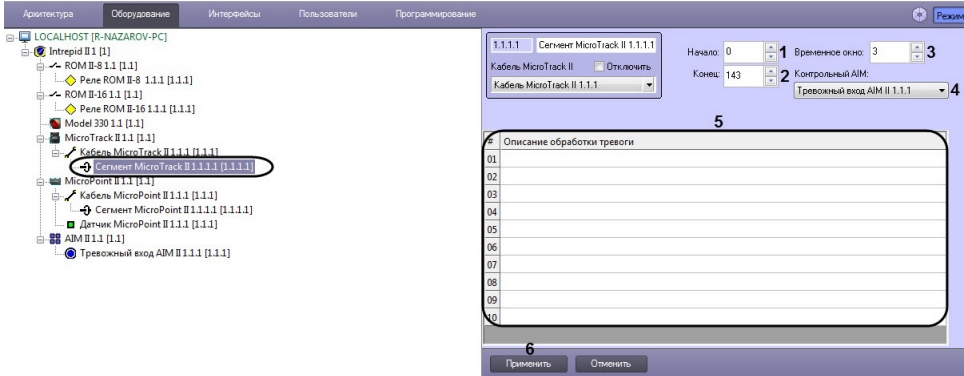 Архитектура Оборудование Интерфейсы Пользователи Программирование Режим
LOCALHOST [R-NAZAROV-PC]
Intrepid II 1 [1]
ROM II-8 1.1 [1.1]
Реле ROM II-8 1.1.1 [1.1.1]
ROM II-16 1.1 [1.1]
Реле ROM II-16 1.1.1 [1.1.1]
Model 330 1.1 [1.1]
MicroTrack II 1.1 [1.1]
Кабель MicroTrack II 1.1.1 [1.1.1]
Сегмент MicroTrack II 1.1.1.1 [1.1.1.1]
MicroPoint II 1.1 [1.1]
Кабель MicroPoint II 1.1.1 [1.1.1]
Сегмент MicroPoint II 1.1.1.1 [1.1.1.1]
Датчик MicroPoint II 1.1.1 [1.1.1]
AIM II 1.1 [1.1]
Тревожный вход AIM II 1.1.1 [1.1.1]
1.1.1.1 Сегмент MicroTrack II 1.1.1.1
Кабель MicroTrack II Отключить
Кабель MicroTrack II 1.1.1
Начало: 0 1 Временное окно: 3 3
Конец: 143 2 Контрольный AIM:
Тревожный вход AIM II 1.1.1 4
5
# Описание обработки тревоги
01
02
03
04
05
06
07
08
09
10
6
Применить Отменить